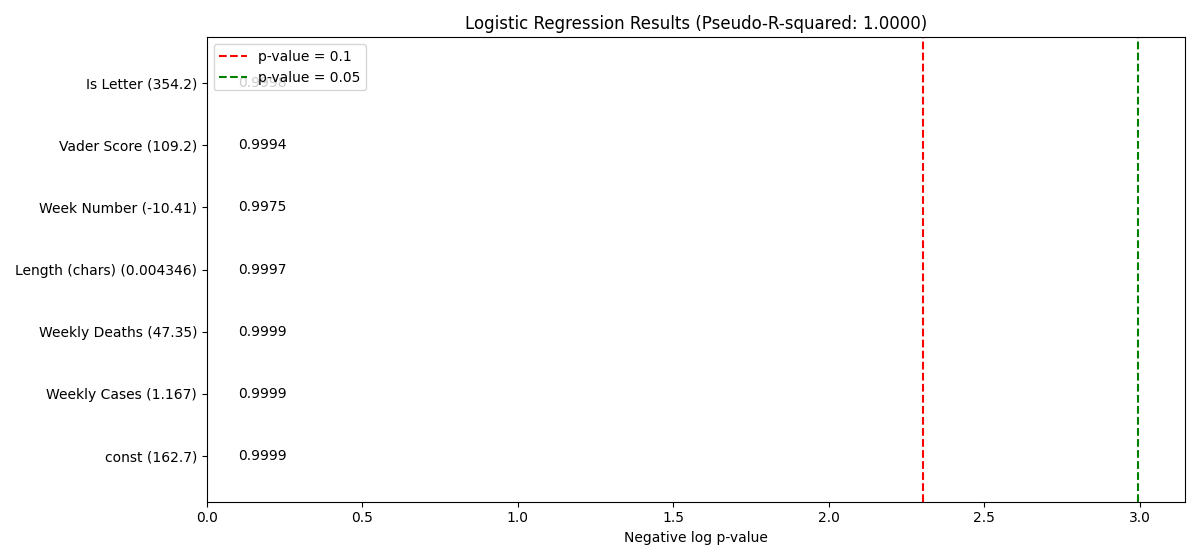 Logistic Regression Results (Pseudo-R-squared: 1.0000)
p-value = 0.1
p-value = 0.05
Is Letter (354.2)
Vader Score (109.2) 0.9994
Week Number (-10.41) 0.9975
Length (chars) (0.004346) 0.9997
Weekly Deaths (47.35) 0.9999
Weekly Cases (1.167) 0.9999
const (162.7) 0.9999
0.0 0.5 1.0 1.5 2.0 2.5 3.0
Negative log p-value